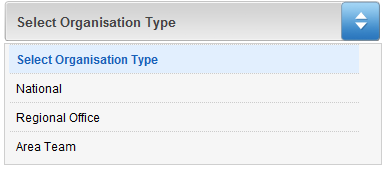 Select Organisation Type
Select Organisation Type
National
Regional Office
Area Team